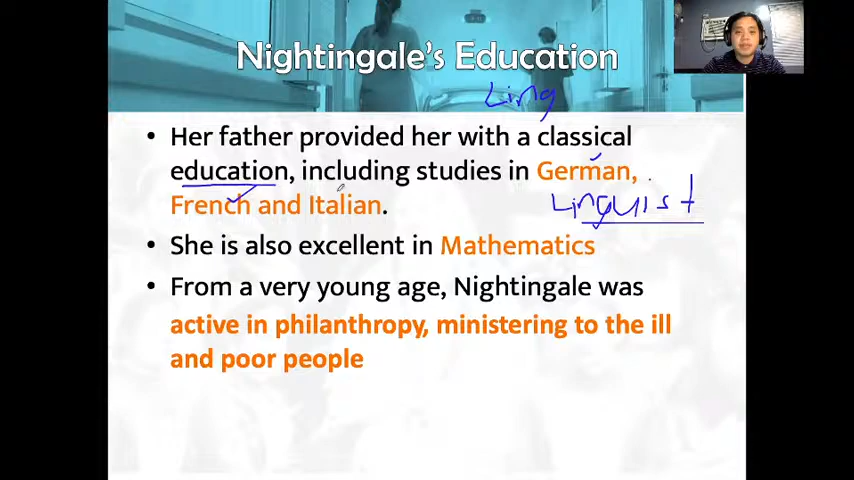 Nightingale's Education
Ling
• Her father provided her with a classical
education, including studies in German,
French and Italian.
Linguist
• She is also excellent in Mathematics
• From a very young age, Nightingale was
active in philanthropy, ministering to the ill
and poor people